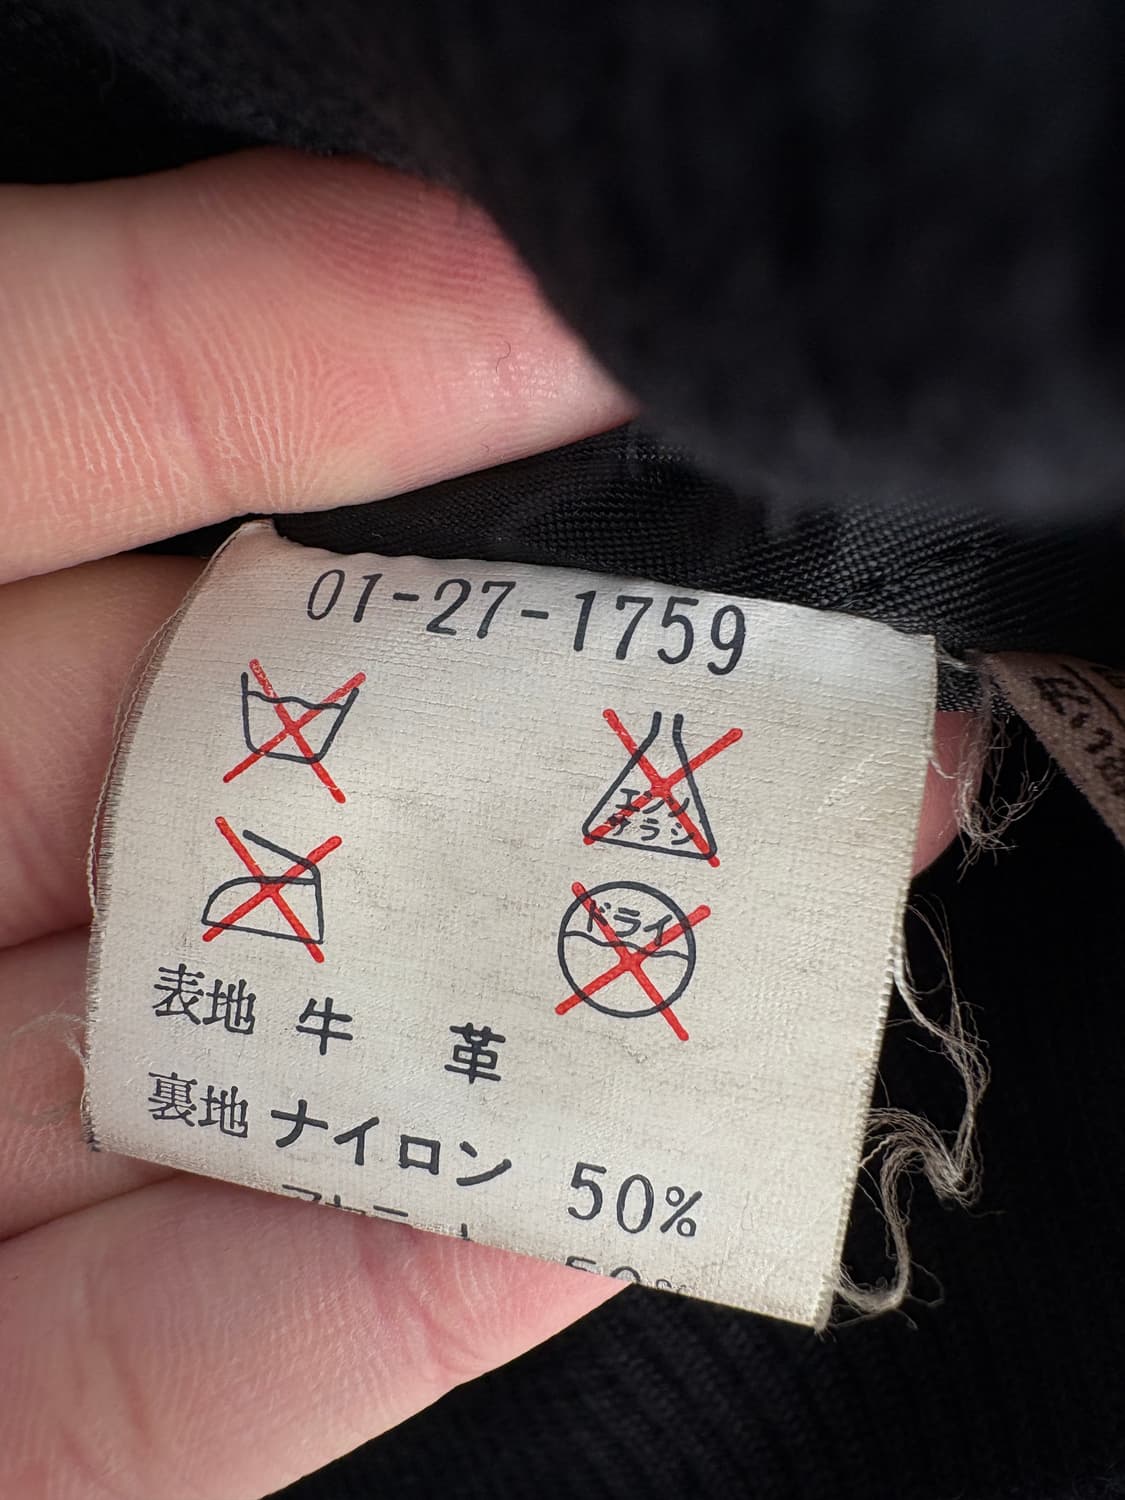 01-27-1759
エンソ
サラシ
ドライ
表地 牛 革
裏地 ナイロン 50%